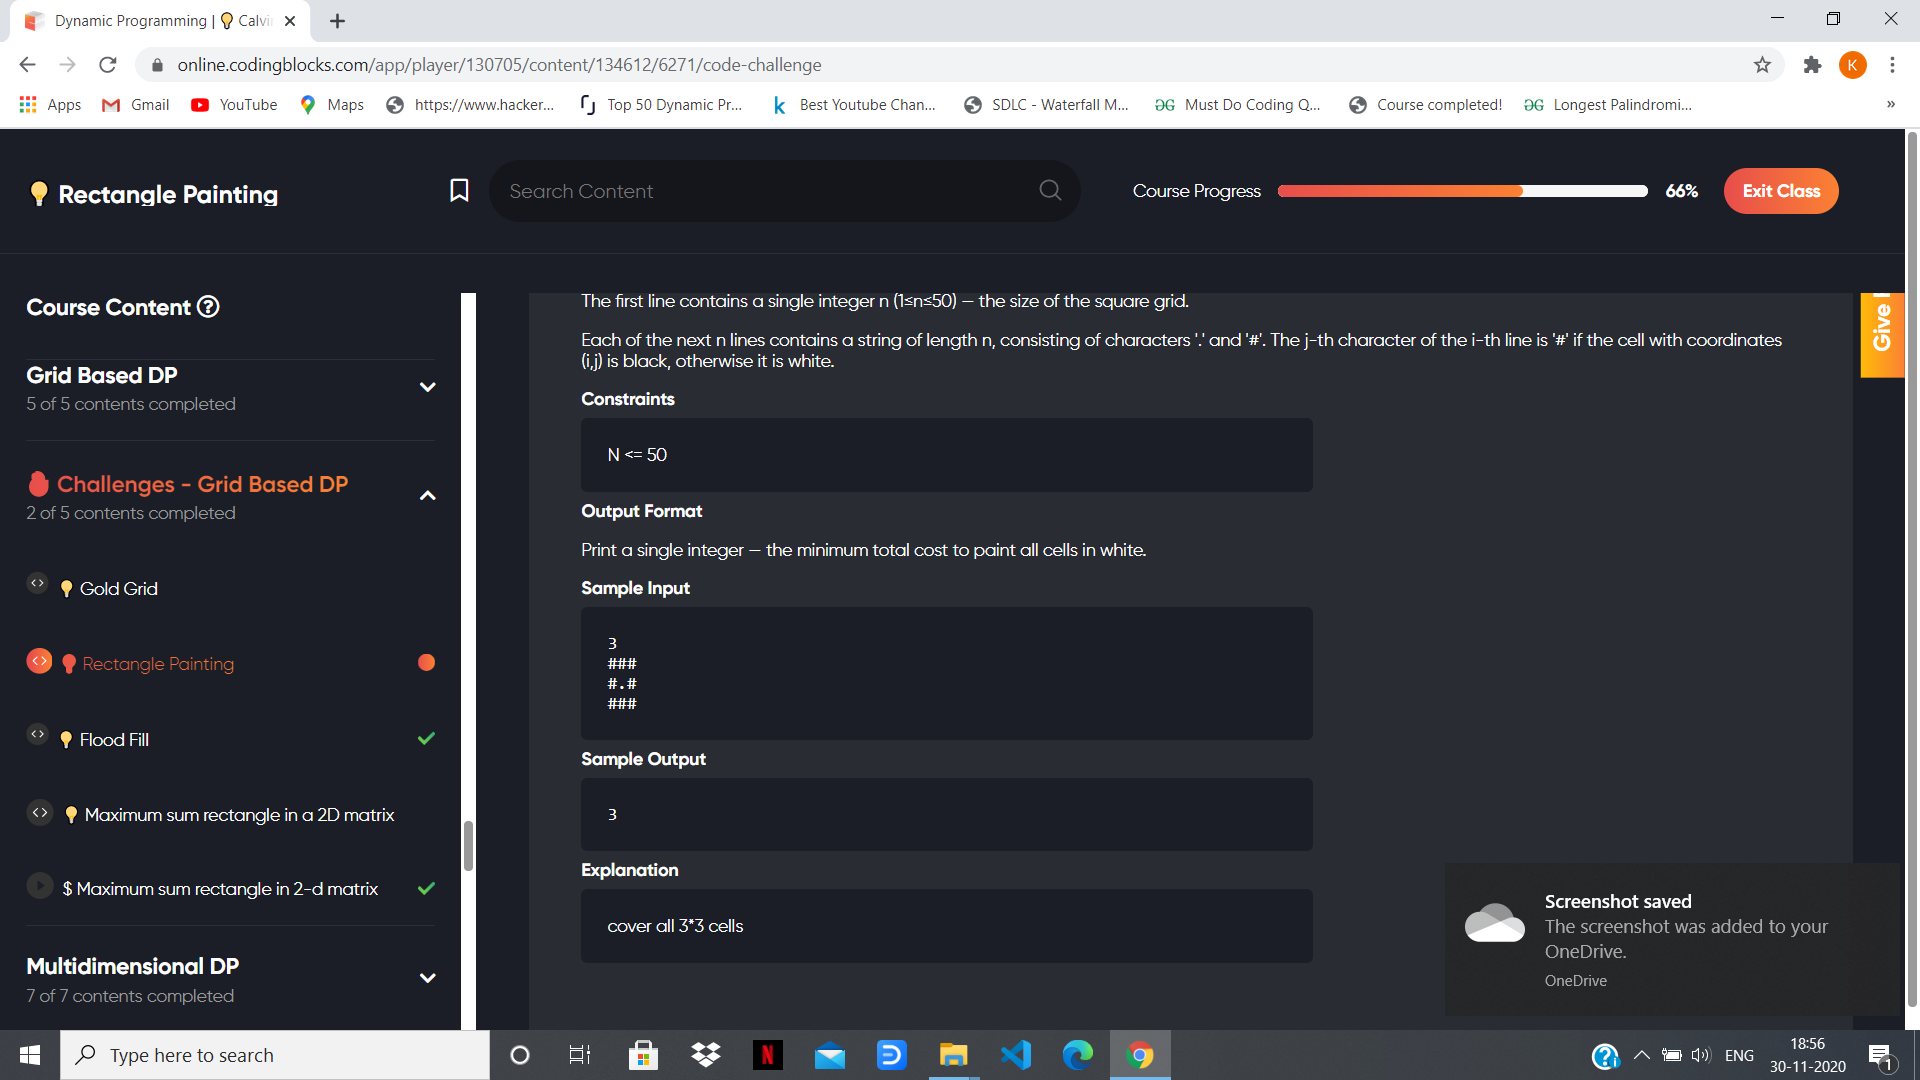 Dynamic Programming | 💡 Calvi
online.codingblocks.com/app/player/130705/content/134612/6271/code-challenge
K
Apps
Gmail
YouTube
Maps
https://www.hacker...
Top 50 Dynamic Pr...
Best Youtube Chan...
SDLC - Waterfall M...
Must Do Coding Q...
Course completed!
Longest Palindromi...
»
💡 Rectangle Painting
Search Content
Course Progress
66%
Exit Class
Course Content
Grid Based DP
5 of 5 contents completed
Challenges - Grid Based DP
2 of 5 contents completed
💡 Gold Grid
Rectangle Painting
💡 Flood Fill
💡 Maximum sum rectangle in a 2D matrix
$ Maximum sum rectangle in 2-d matrix
Multidimensional DP
7 of 7 contents completed
The first line contains a single integer n (1≤n≤50) — the size of the square grid.
Each of the next n lines contains a string of length n, consisting of characters '.' and '#'. The j-th character of the i-th line is '#' if the cell with coordinates
(i,j) is black, otherwise it is white.
Constraints
N <= 50
Output Format
Print a single integer — the minimum total cost to paint all cells in white.
Sample Input
3
###
#.#
###
Sample Output
3
Explanation
cover all 3*3 cells
Give
Screenshot saved
The screenshot was added to your
OneDrive.
OneDrive
Type here to search
ENG
18:56
30-11-2020
1